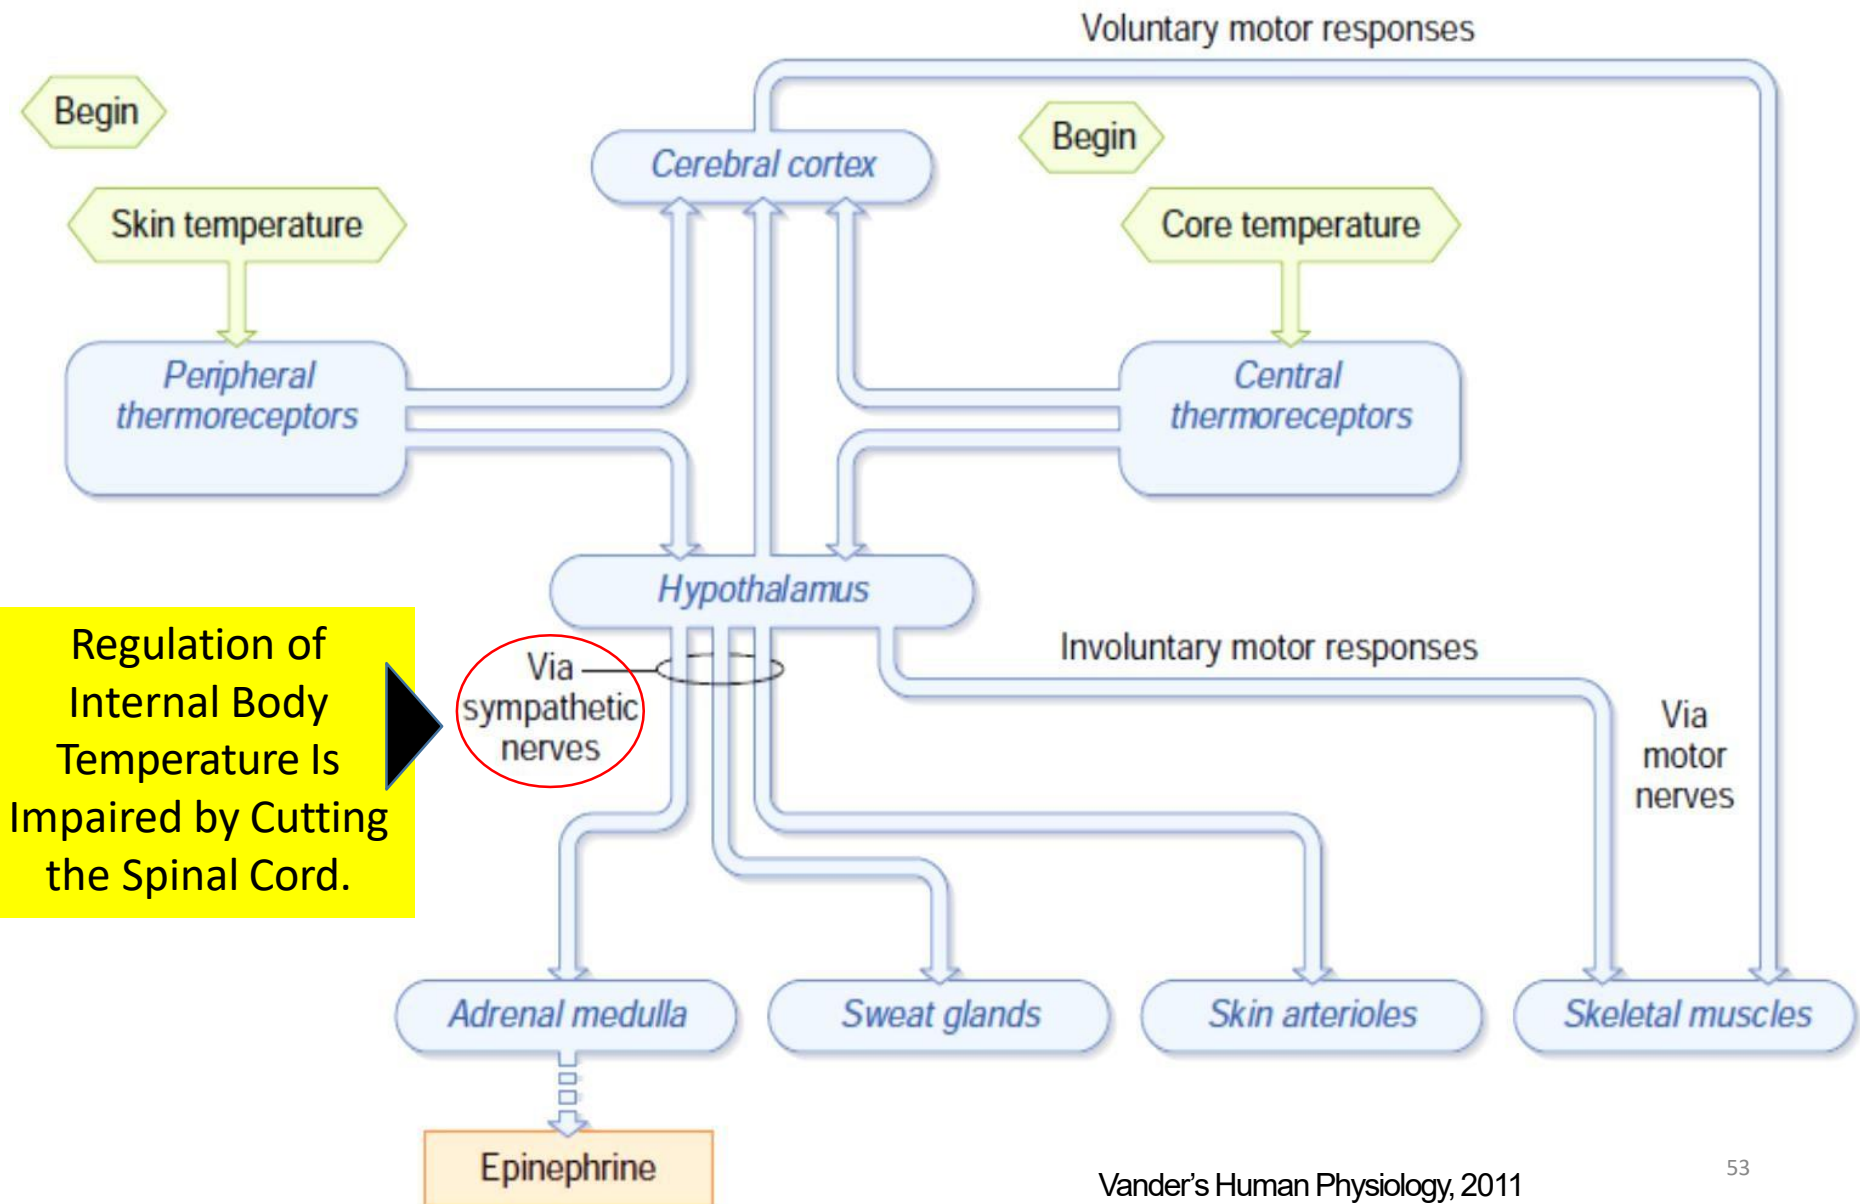 Voluntary motor responses
Begin
Cerebral cortex
Begin
Skin temperature
Core temperature
Peripheral
thermoreceptors
Central
thermoreceptors
Hypothalamus
Regulation of
Internal Body
Temperature Is
Impaired by Cutting
the Spinal Cord.
Via
sympathetic
nerves
Involuntary motor responses
Via
motor
nerves
Adrenal medulla
Sweat glands
Skin arterioles
Skeletal muscles
Epinephrine
Vander's Human Physiology, 2011
53